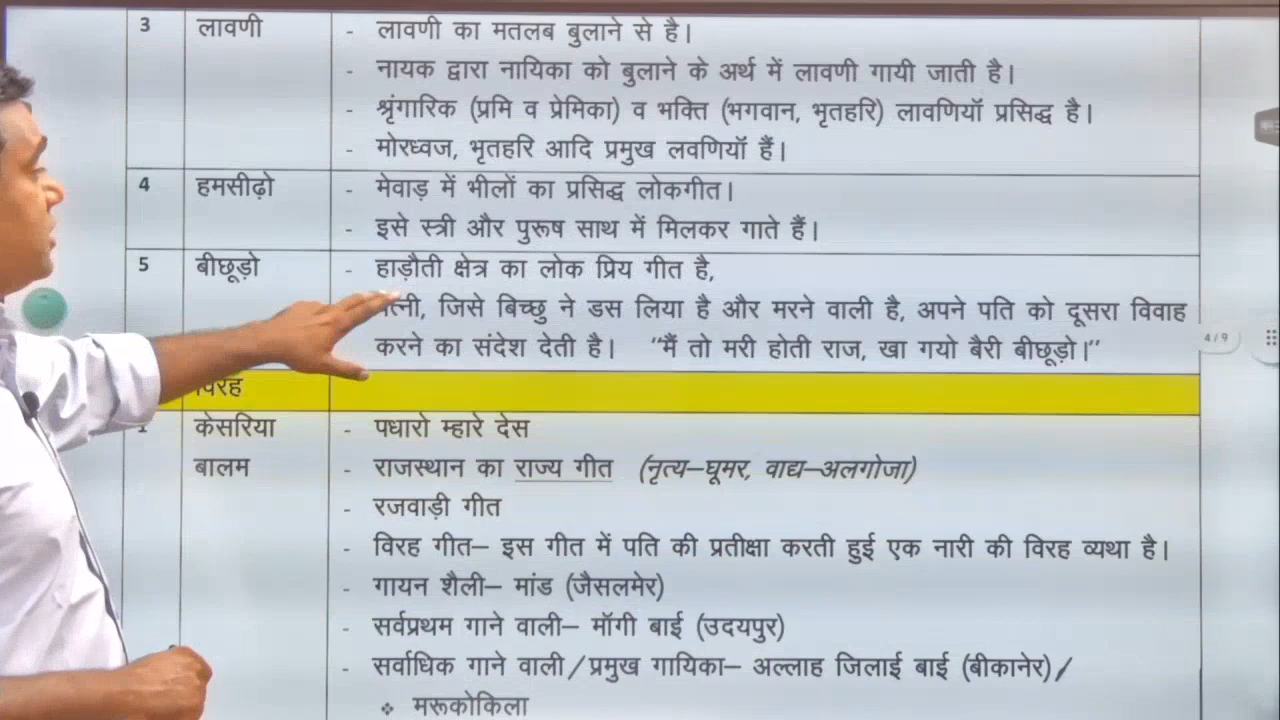 3 लावणी - लावणी का मतलब बुलाने से है।
- नायक द्वारा नायिका को बुलाने के अर्थ में लावणी गायी जाती है।
- श्रृंगारिक (प्रमि व प्रेमिका) व भक्ति (भगवान, भृतहरि) लावणियॉ प्रसिद्ध है।
- मोरध्वज, भृतहरि आदि प्रमुख लवणियॉ हैं।
4 हमसीढ़ो - मेवाड़ में भीलों का प्रसिद्ध लोकगीत।
- इसे स्त्री और पुरूष साथ में मिलकर गाते हैं।
5 बीछूड़ो - हाड़ौती क्षेत्र का लोक प्रिय गीत है,
पत्नी, जिसे बिच्छु ने डस लिया है और मरने वाली है, अपने पति को दूसरा विवाह
करने का संदेश देती है। "मैं तो मरी होती राज, खा गयो बैरी बीछूड़ो।"
4/9
विरह
1 केसरिया - पधारो म्हारे देस
बालम - राजस्थान का राज्य गीत (नृत्य–घूमर, वाद्य–अलगोजा)
- रजवाड़ी गीत
- विरह गीत– इस गीत में पति की प्रतीक्षा करती हुई एक नारी की विरह व्यथा है।
- गायन शैली– मांड (जैसलमेर)
- सर्वप्रथम गाने वाली– मॉगी बाई (उदयपुर)
- सर्वाधिक गाने वाली/प्रमुख गायिका– अल्लाह जिलाई बाई (बीकानेर)/
❖ मरूकोकिला